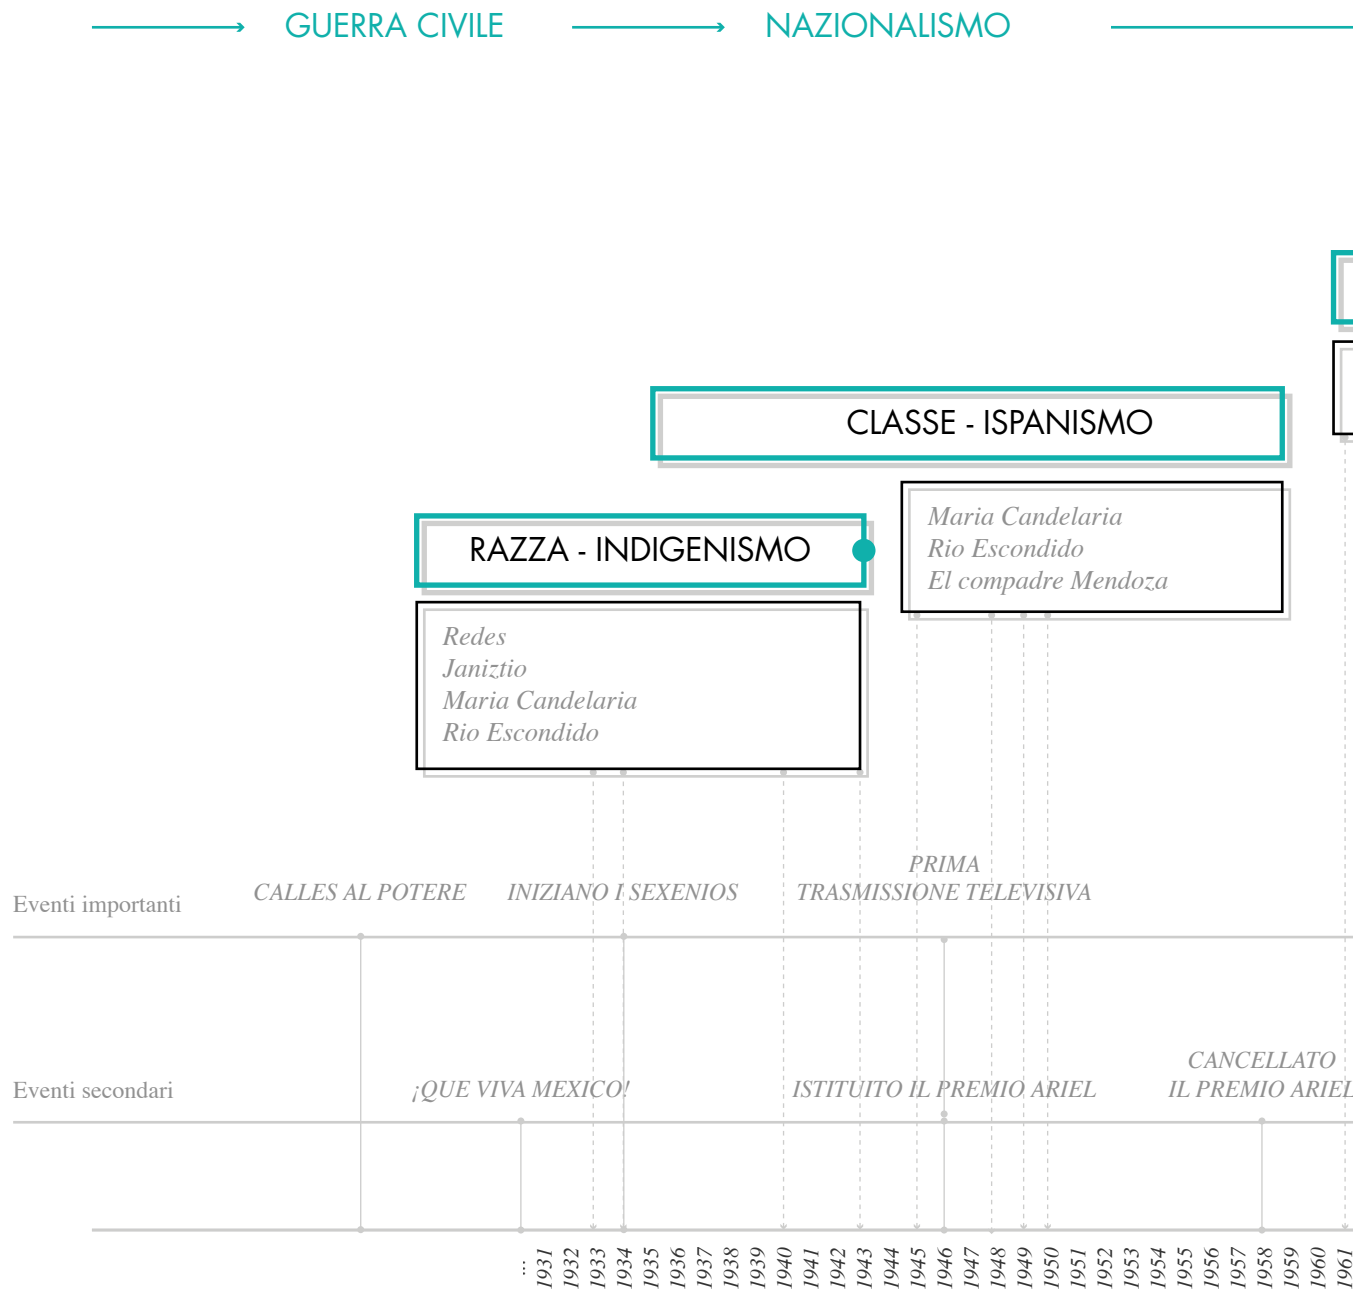 GUERRA CIVILE
NAZIONALISMO
CLASSE - ISPANISMO
Maria Candelaria
Rio Escondido
El compadre Mendoza
RAZZA - INDIGENISMO
Redes
Janiztio
Maria Candelaria
Rio Escondido
Eventi importanti
CALLES AL POTERE
INIZIANO I SEXENIOS
PRIMA
TRASMISSIONE TELEVISIVA
Eventi secondari
¡QUE VIVA MEXICO!
ISTITUITO IL PREMIO ARIEL
CANCELLATO
IL PREMIO ARIEL
...
1931
1932
1933
1934
1935
1936
1937
1938
1939
1940
1941
1942
1943
1944
1945
1946
1947
1948
1949
1950
1951
1952
1953
1954
1955
1956
1957
1958
1959
1960
1961